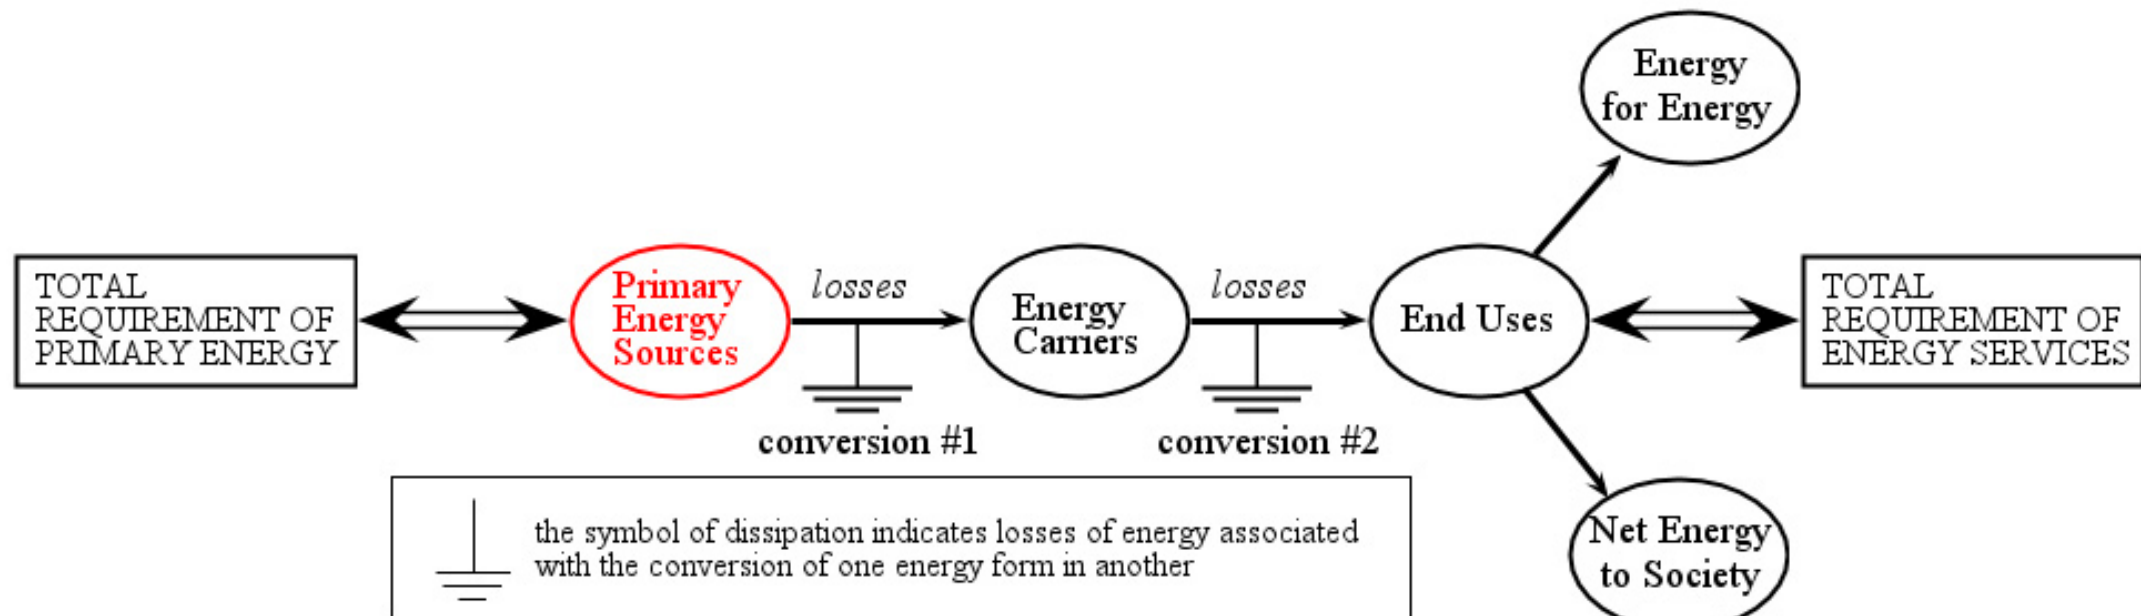 Energy
for Energy
TOTAL
REQUIREMENT OF
PRIMARY ENERGY
Primary
Energy
Sources
losses
Energy
Carriers
losses
End Uses
TOTAL
REQUIREMENT OF
ENERGY SERVICES
conversion #1
conversion #2
the symbol of dissipation indicates losses of energy associated
with the conversion of one energy form in another
Net Energy
to Society